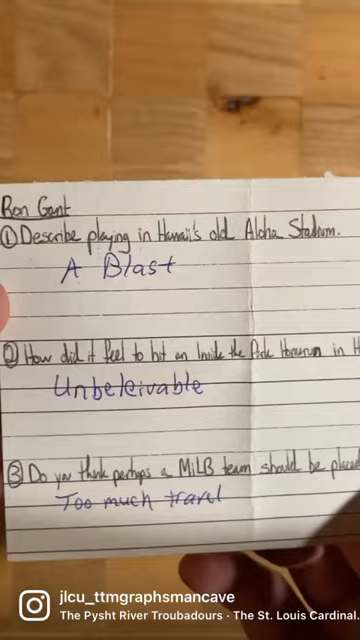 Ron Gant
① Describe playing in Hawaii's old Aloha Stadium.
A Blast
② How did it feel to hit an Inside the Park Homerun in H
Unbeleivable
③ Do you think perhaps a MiLB team should be placed
Too much travel
jlcu_ttmgraphsmancave
The Pysht River Troubadours · The St. Louis Cardinal.